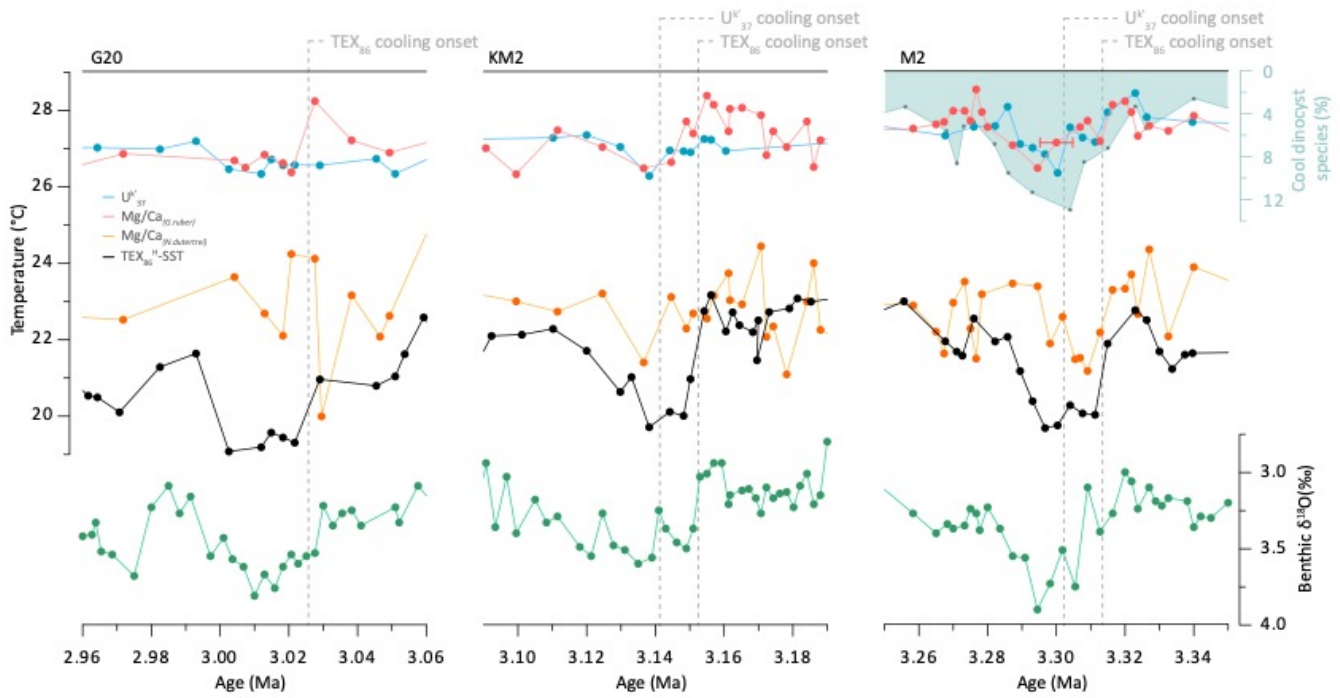 Uᵏ'₃₇ cooling onset
TEX₈₆ cooling onset
G20
TEX₈₆ cooling onset
KM2
Uᵏ'₃₇ cooling onset
TEX₈₆ cooling onset
M2
28
26
24
22
20
Temperature (°C)
Uᵏ'₃₇
Mg/Ca(G.ruber)
Mg/Ca(N.dutertrei)
TEX₈₆ᴴ-SST
0
4
8
12
Cool dinocyst
species (%)
3.0
3.5
4.0
Benthic δ¹⁸O(‰)
2.96 2.98 3.00 3.02 3.04 3.06
3.10 3.12 3.14 3.16 3.18
3.26 3.28 3.30 3.32 3.34
Age (Ma)
Age (Ma)
Age (Ma)